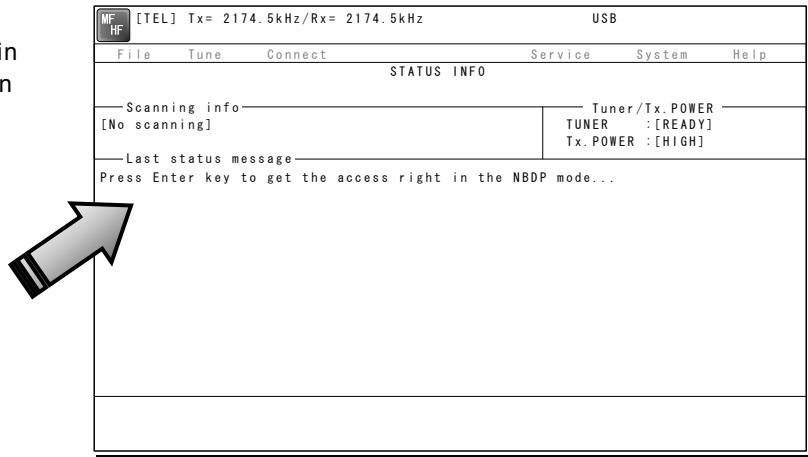 in
n
MF
HF
[TEL] Tx= 2174.5kHz/Rx= 2174.5kHz USB
File Tune Connect Service System Help
STATUS INFO
Scanning info
[No scanning]
Tuner/Tx.POWER
TUNER :[READY]
Tx.POWER :[HIGH]
Last status message
Press Enter key to get the access right in the NBDP mode...